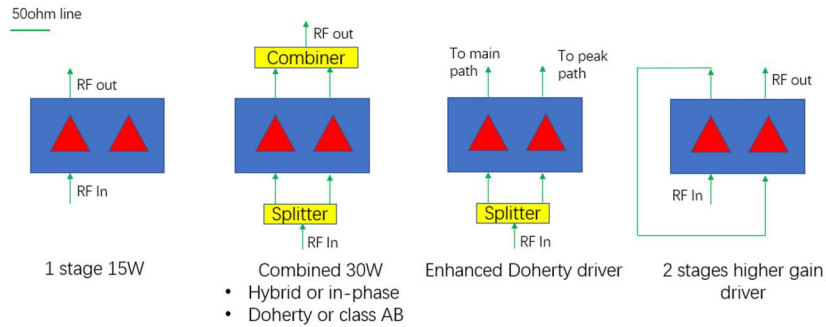 50ohm line
RF out
RF In
1 stage 15W
RF out
Combiner
Splitter
RF In
Combined 30W
• Hybrid or in-phase
• Doherty or class AB
To main
path
To peak
path
Splitter
RF In
Enhanced Doherty driver
RF out
RF In
2 stages higher gain
driver